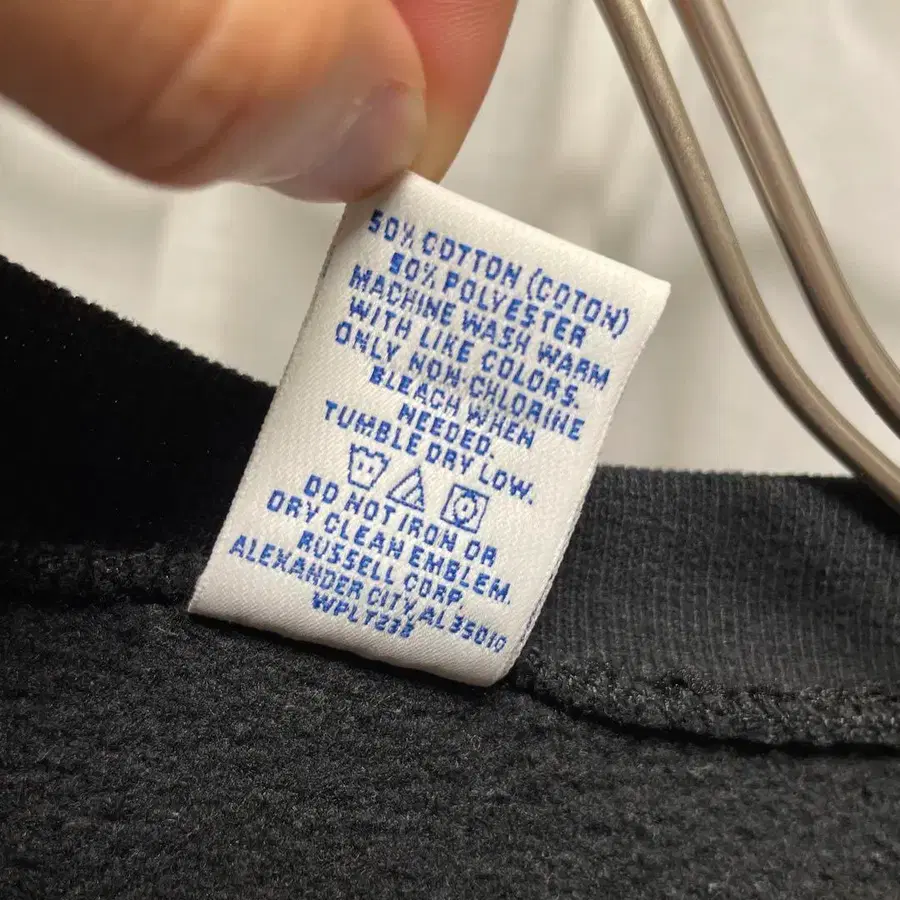 50% COTTON (COTON)
50% POLYESTER
MACHINE WASH WARM
WITH LIKE COLORS.
ONLY NON-CHLORINE
BLEACH WHEN
NEEDED.
TUMBLE DRY LOW.
DO NOT IRON OR
DRY CLEAN EMBLEM.
RUSSELL CORP.
ALEXANDER CITY, AL 35010
WPLT233